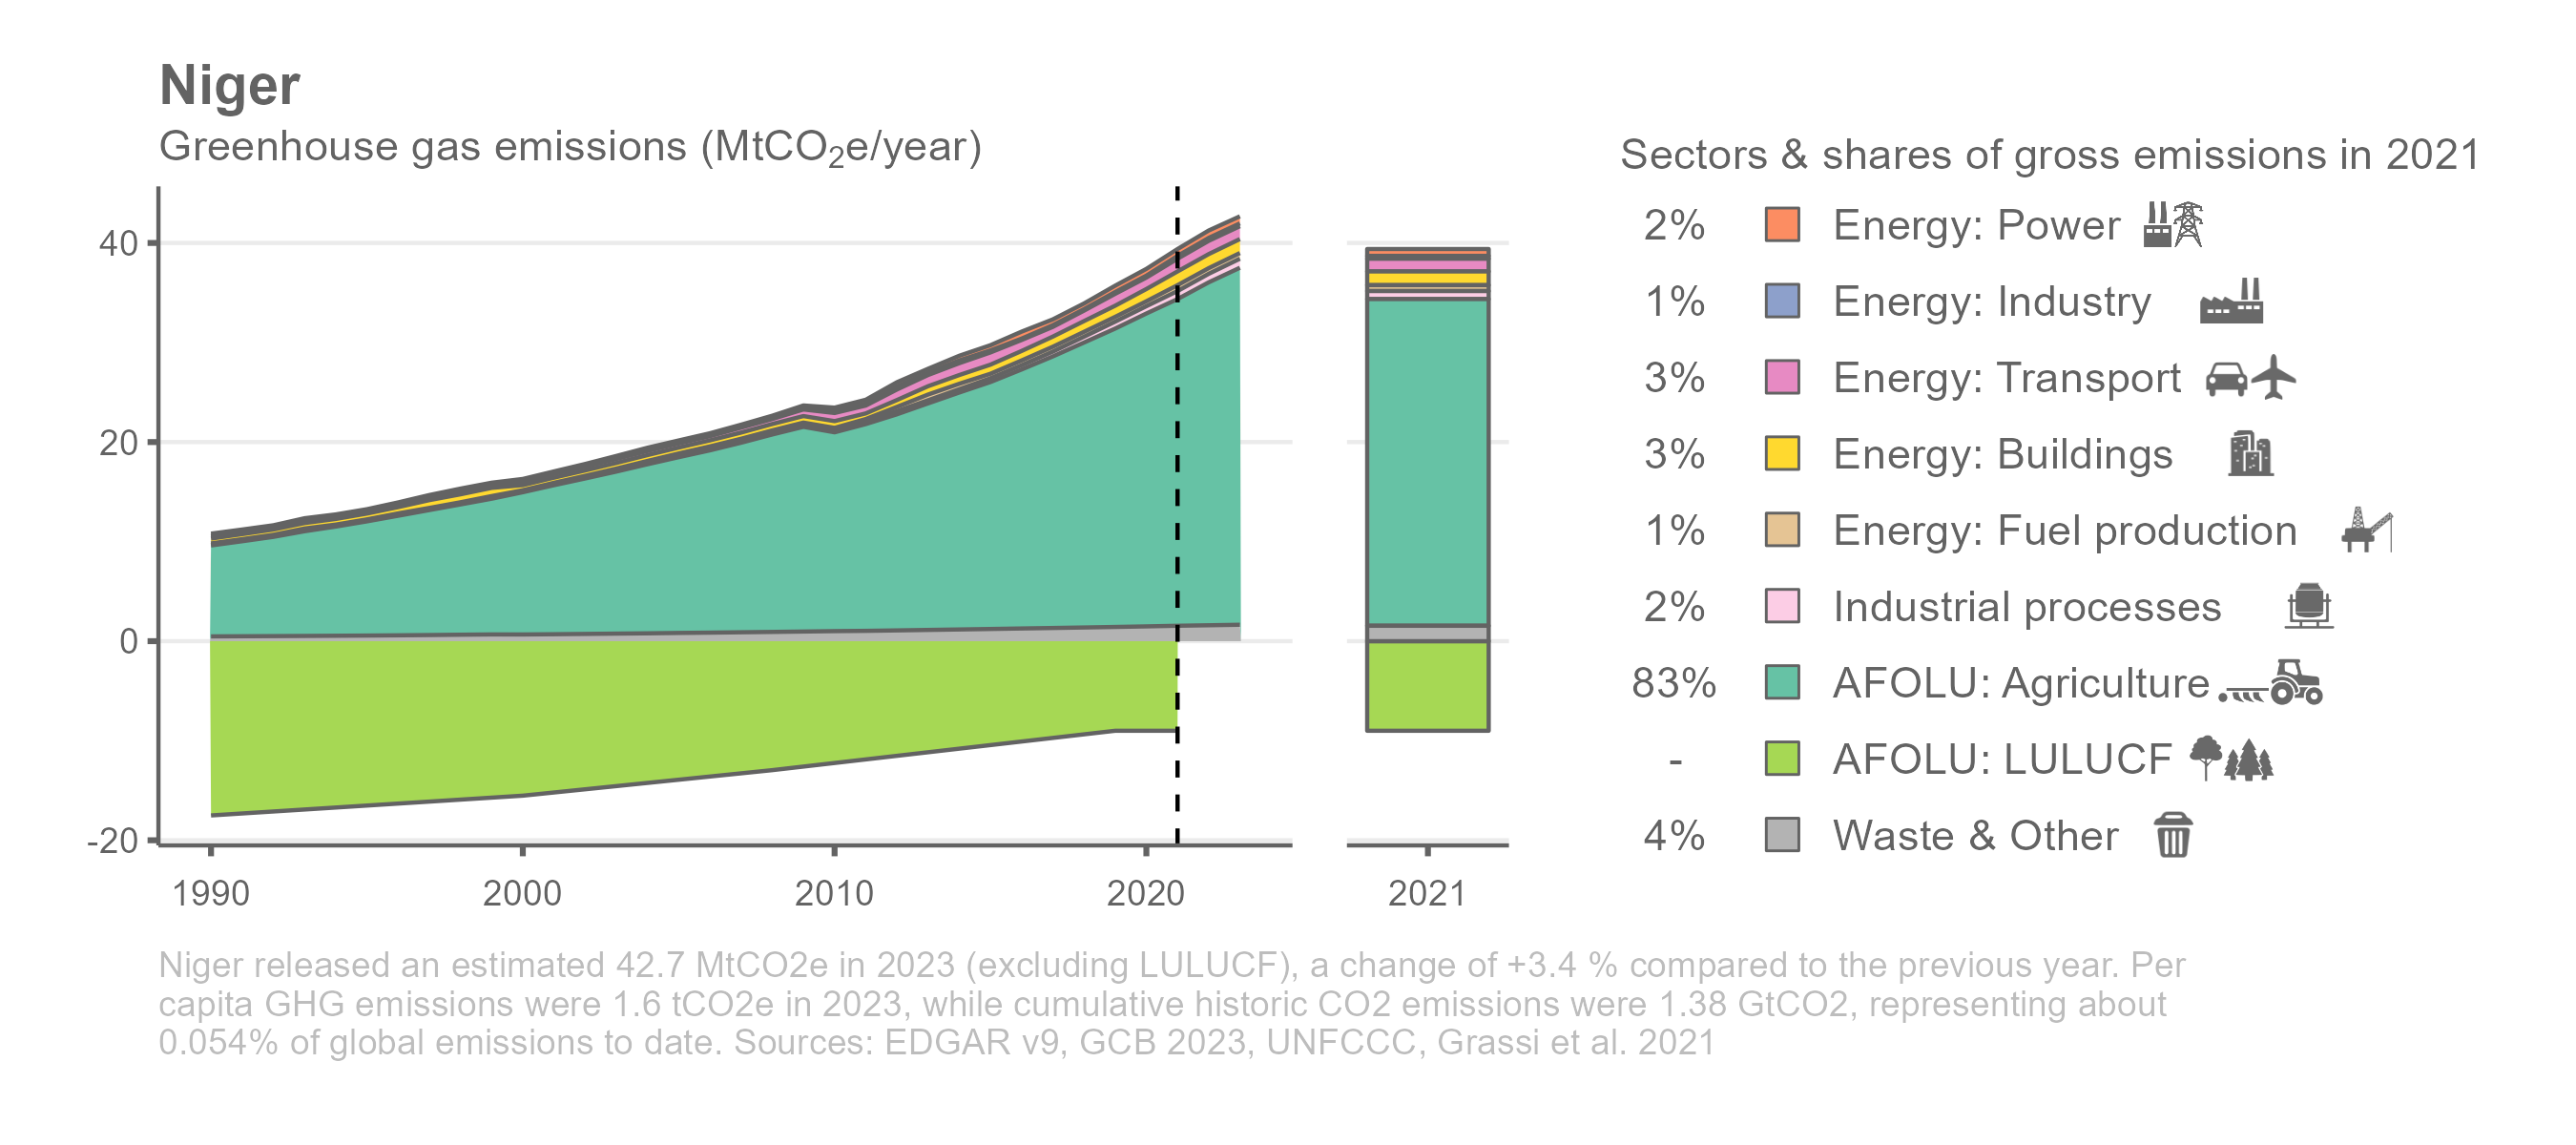 Niger
Greenhouse gas emissions (MtCO₂e/year)
40
20
0
-20
1990 2000 2010 2020
2021
Sectors & shares of gross emissions in 2021
2% Energy: Power
1% Energy: Industry
3% Energy: Transport
3% Energy: Buildings
1% Energy: Fuel production
2% Industrial processes
83% AFOLU: Agriculture
- AFOLU: LULUCF
4% Waste & Other
Niger released an estimated 42.7 MtCO2e in 2023 (excluding LULUCF), a change of +3.4 % compared to the previous year. Per
capita GHG emissions were 1.6 tCO2e in 2023, while cumulative historic CO2 emissions were 1.38 GtCO2, representing about
0.054% of global emissions to date. Sources: EDGAR v9, GCB 2023, UNFCCC, Grassi et al. 2021